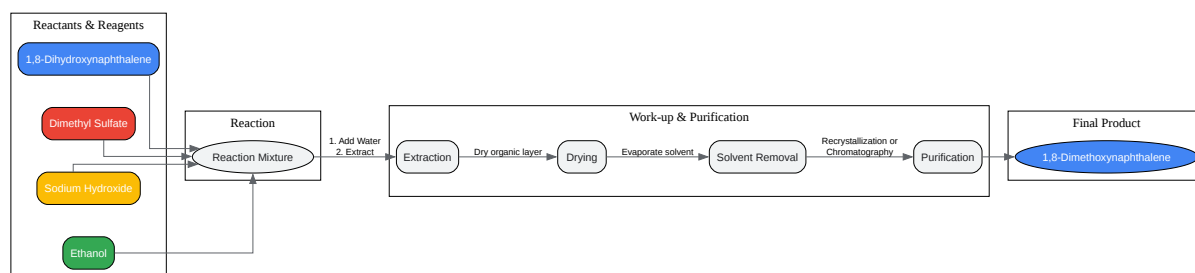 Reactants & Reagents
1,8-Dihydroxynaphthalene
Dimethyl Sulfate
Sodium Hydroxide
Ethanol
Reaction
Reaction Mixture
1. Add Water
2. Extract
Work-up & Purification
Extraction
Dry organic layer
Drying
Evaporate solvent
Solvent Removal
Recrystallization or
Chromatography
Purification
Final Product
1,8-Dimethoxynaphthalene